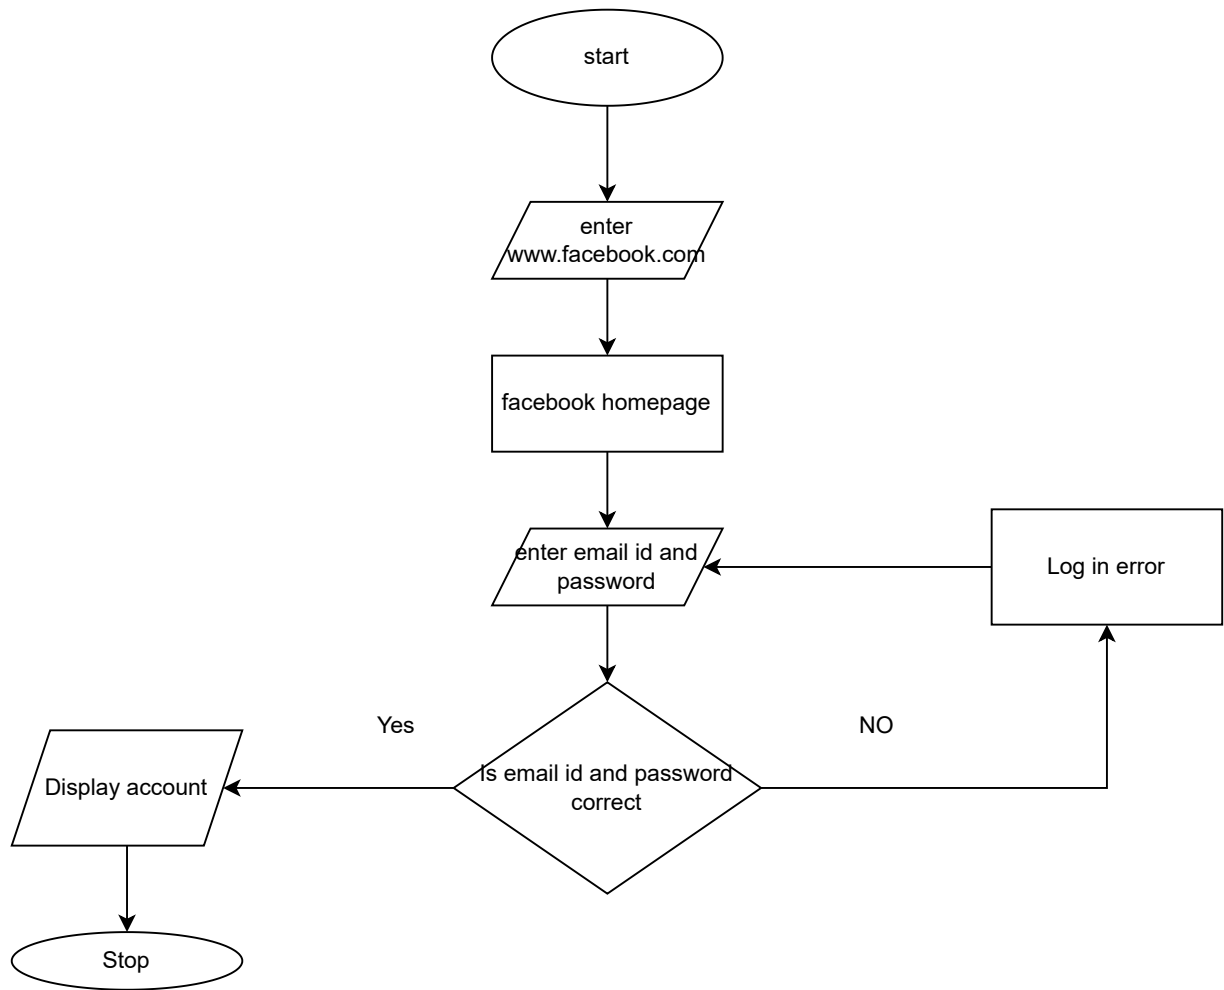 start
enter
www.facebook.com
facebook homepage
enter email id and
password
Log in error
Yes
NO
Is email id and password
correct
Display account
Stop